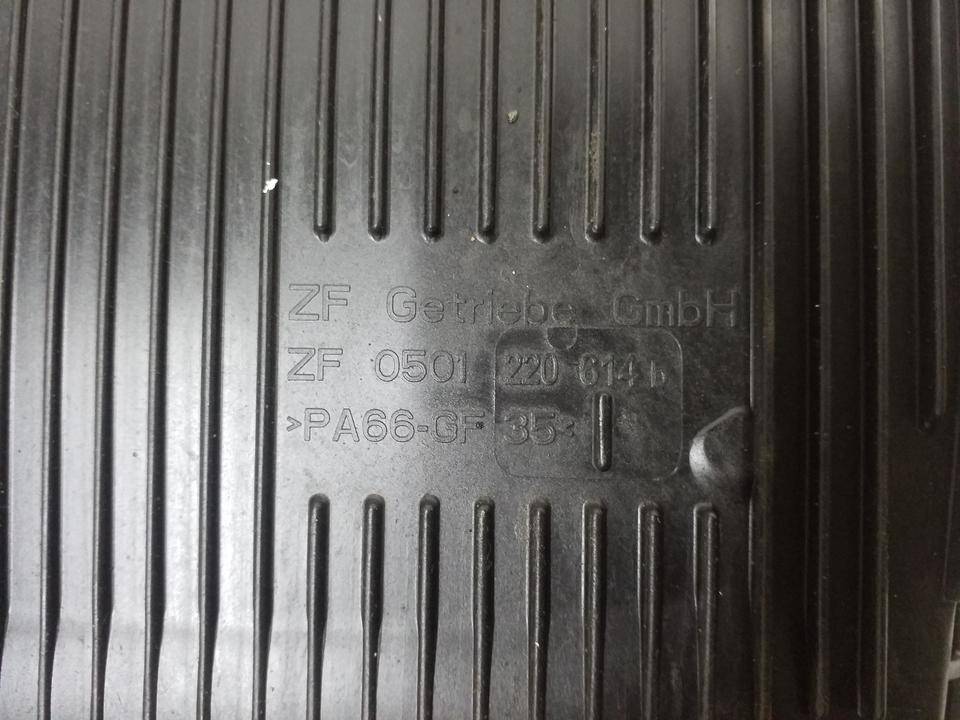 ZF Getriebe GmbH
ZF 0501 220 614 b
>PA66-GF 35<